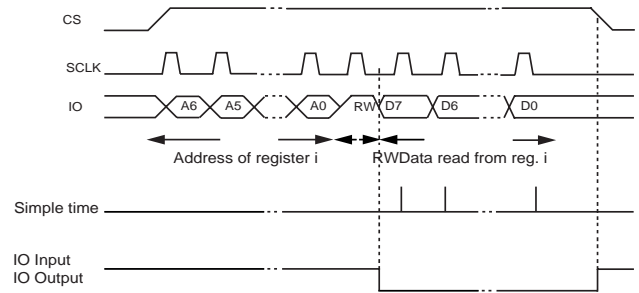 CS
SCLK
IO A6 A5 A0 RW D7 D6 D0
Address of register i RWData read from reg. i
Simple time
IO Input
IO Output